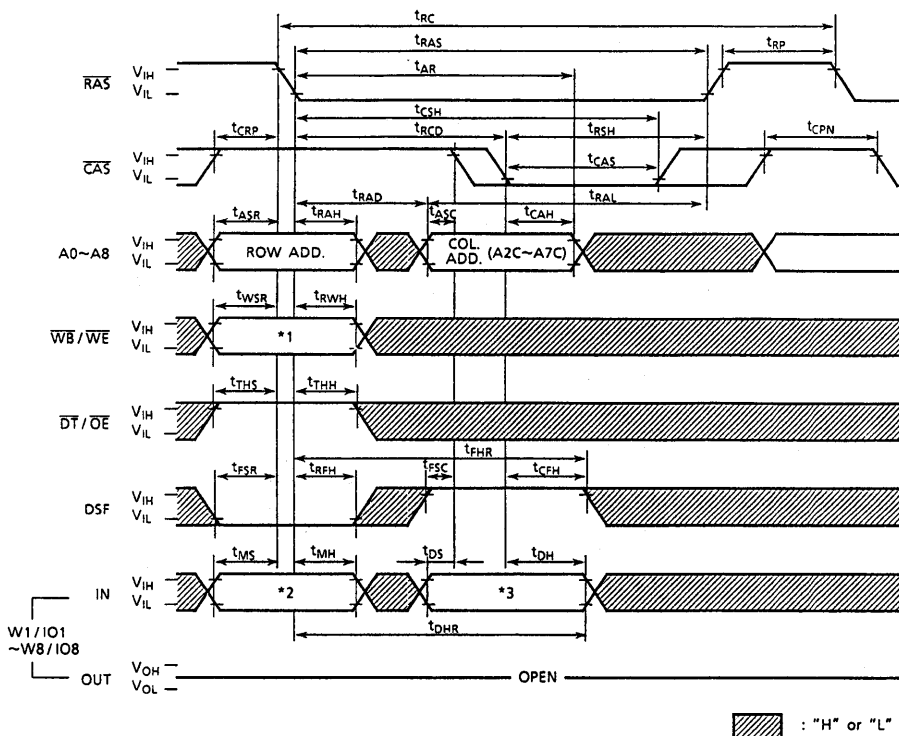 tRC
tRAS
tRP
tAR
RAS
VIH
VIL
tCSH
tCRP
tRCD
tRSH
tCPN
CAS
VIH
VIL
tCAS
tRAD
tRAL
tASR
tRAH
tASC
tCAH
A0~A8
VIH
VIL
ROW ADD.
COL. ADD. (A2C~A7C)
tWSR
tRWH
WB/WE
VIH
VIL
*1
tTHS
tTHH
DT/OE
VIH
VIL
tFHR
tFSR
tRFH
tFSC
tCFH
DSF
VIH
VIL
tMS
tMH
tDS
tDH
IN
VIH
VIL
*2
*3
W1/IO1
~W8/IO8
tDHR
OUT
VOH
VOL
OPEN
: "H" or "L"